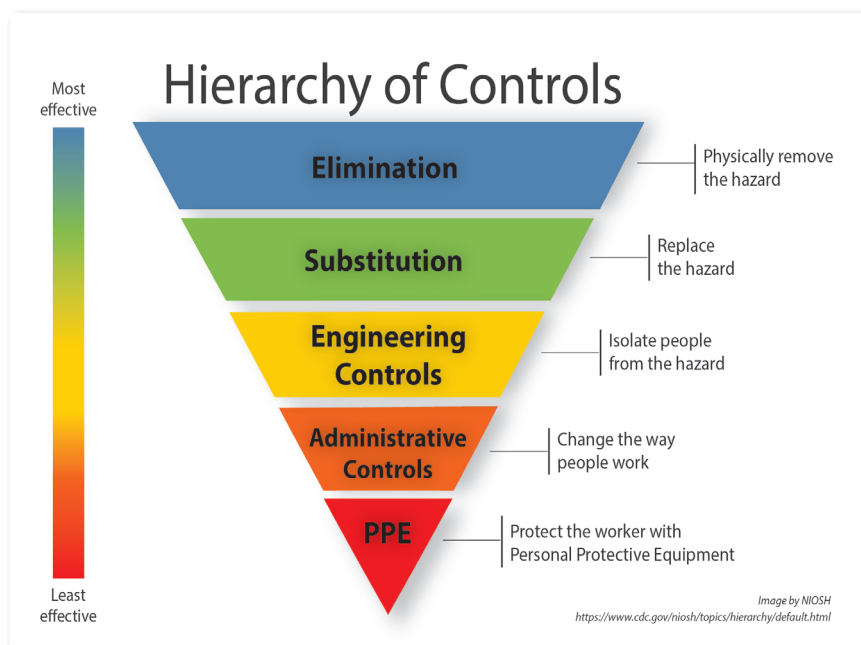 Hierarchy of Controls
Most
effective
Elimination
Physically remove
the hazard
Substitution
Replace
the hazard
Engineering
Controls
Isolate people
from the hazard
Administrative
Controls
Change the way
people work
PPE
Protect the worker with
Personal Protective Equipment
Least
effective
Image by NIOSH
https://www.cdc.gov/niosh/topics/hierarchy/default.html